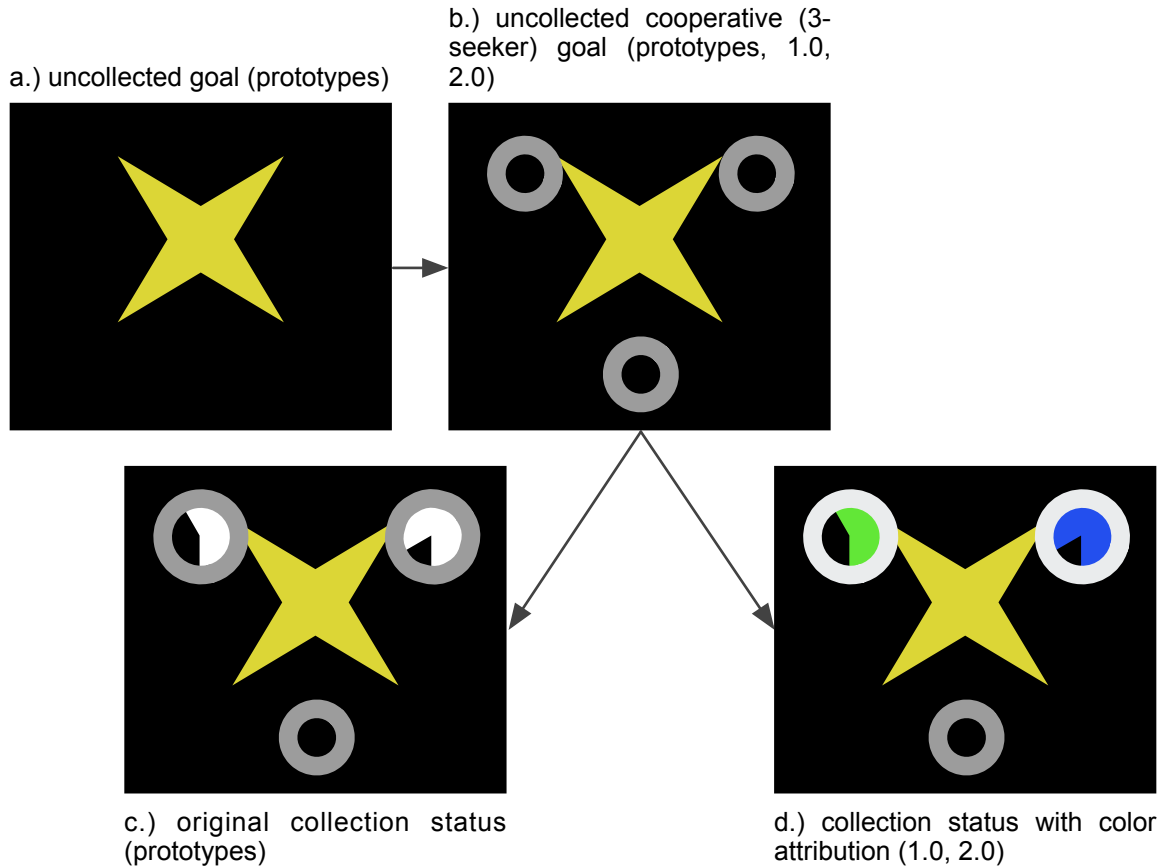 a.) uncollected goal (prototypes)
b.) uncollected cooperative (3-
seeker) goal (prototypes, 1.0,
2.0)
c.) original collection status
(prototypes)
d.) collection status with color
attribution (1.0, 2.0)